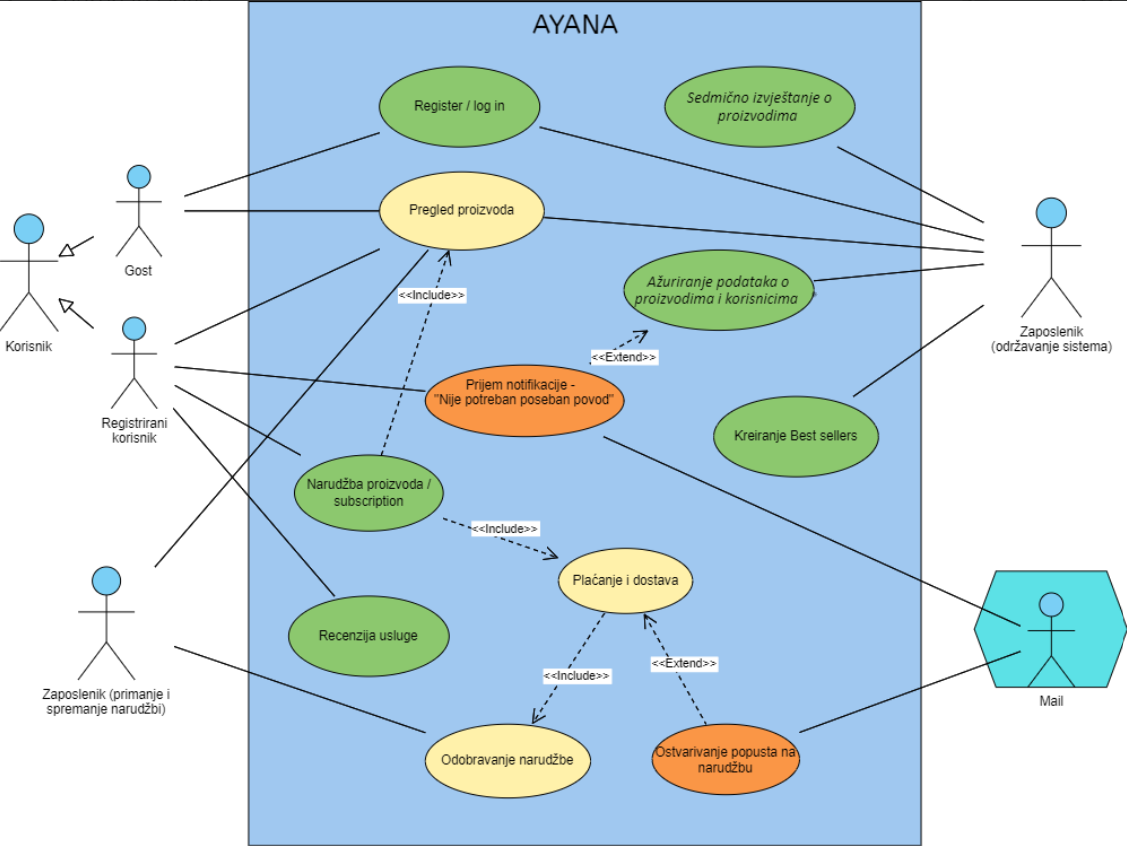 AYANA
Register / log in
Sedmično izvještanje o
proizvodima
Gost
Pregled proizvoda
Korisnik
<<Include>>
Ažuriranje podataka o
proizvodima i korisnicima
Zaposlenik
(održavanje sistema)
<<Extend>>
Registrirani
korisnik
Prijem notifikacije -
"Nije potreban poseban povod"
Kreiranje Best sellers
Narudžba proizvoda /
subscription
<<Include>>
Plaćanje i dostava
Recenzija usluge
<<Include>>
<<Extend>>
Zaposlenik (primanje i
spremanje narudžbi)
Mail
Odobravanje narudžbe
Ostvarivanje popusta na
narudžbu